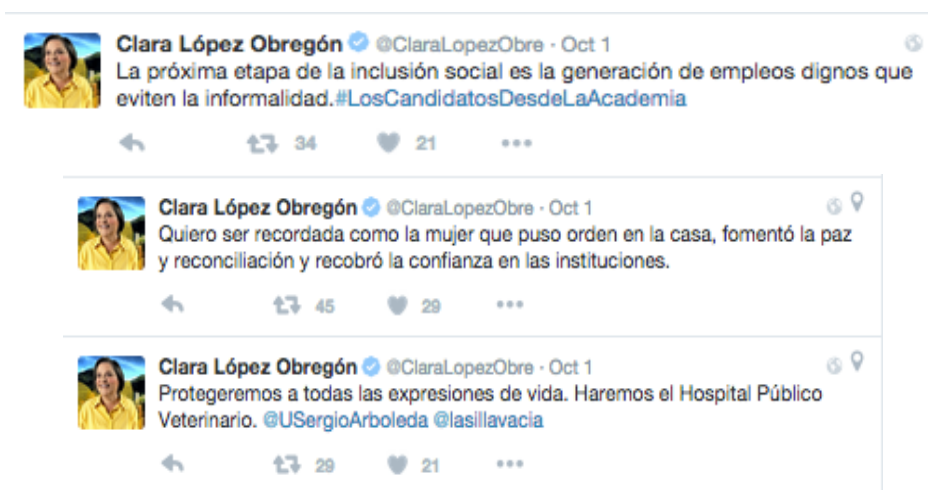 Clara López Obregón @ClaraLopezObre · Oct 1
La próxima etapa de la inclusión social es la generación de empleos dignos que
eviten la informalidad.#LosCandidatosDesdeLaAcademia
34 21
Clara López Obregón @ClaraLopezObre · Oct 1
Quiero ser recordada como la mujer que puso orden en la casa, fomentó la paz
y reconciliación y recobró la confianza en las instituciones.
45 29
Clara López Obregón @ClaraLopezObre · Oct 1
Protegeremos a todas las expresiones de vida. Haremos el Hospital Público
Veterinario. @USergioArboleda @lasillavacia
29 21